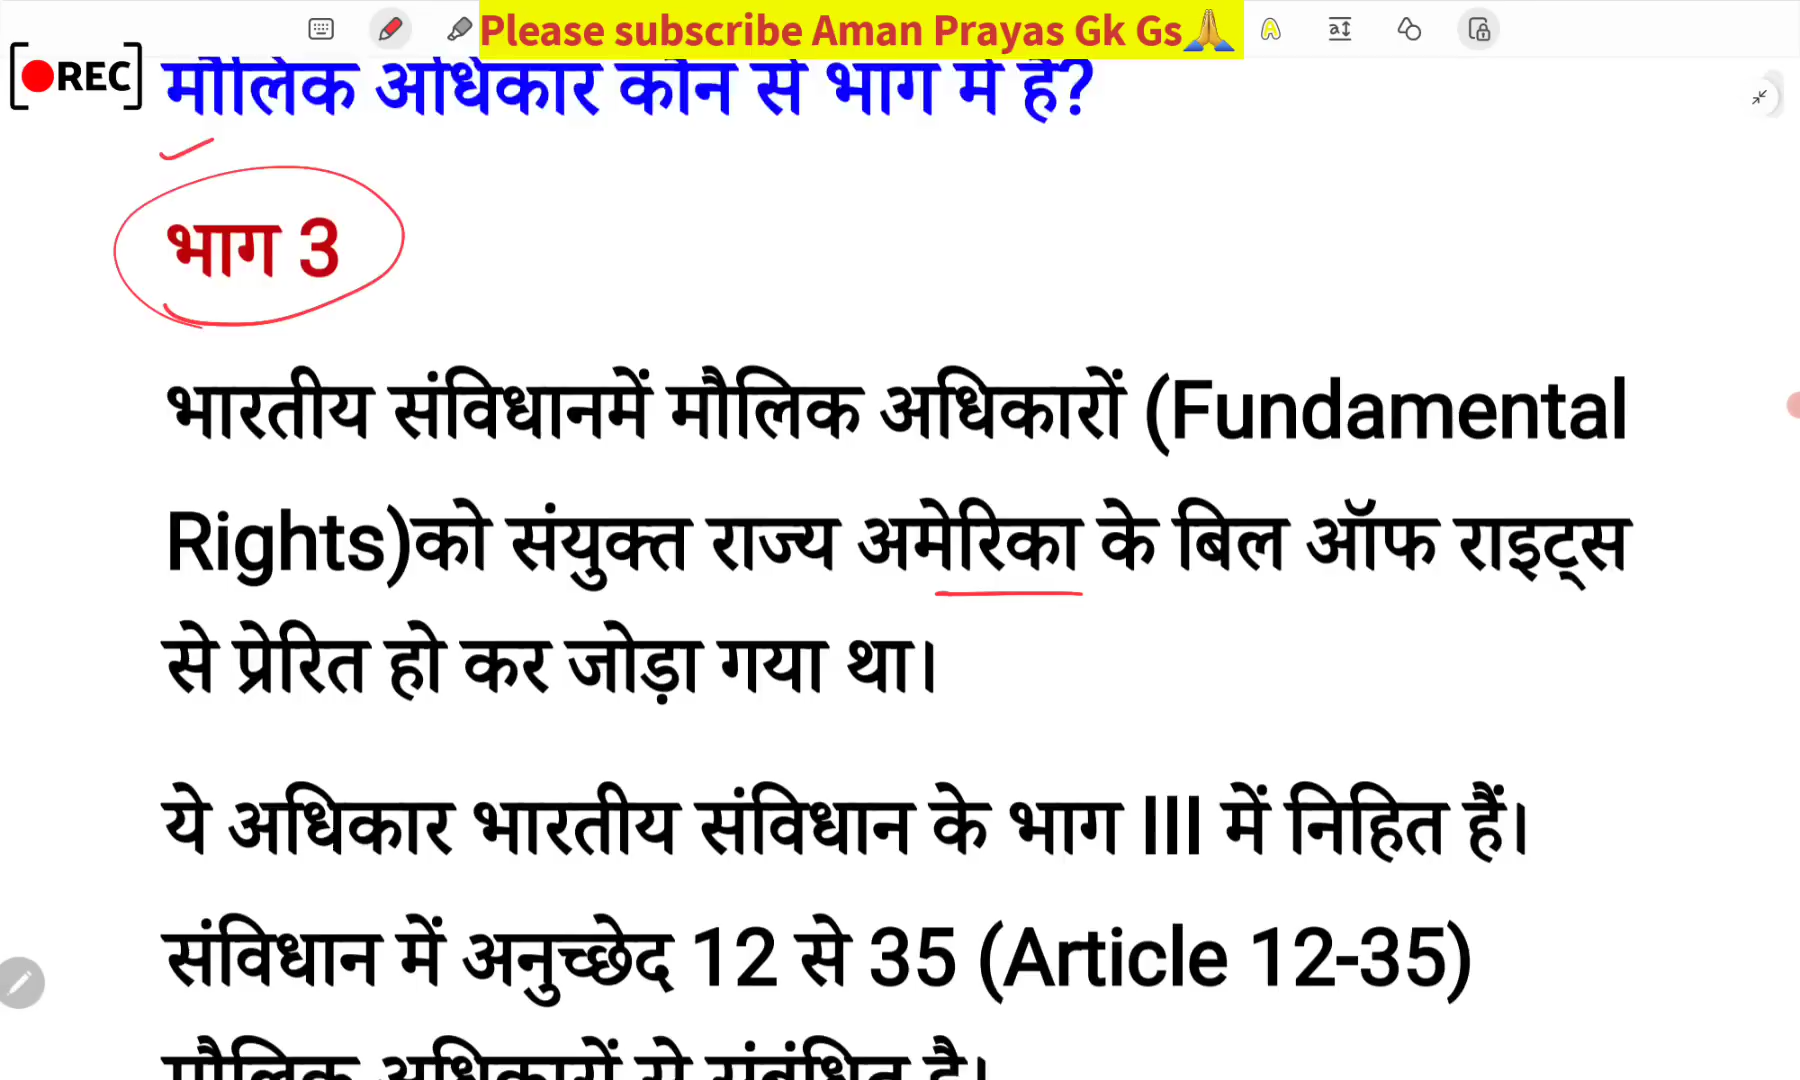 Please subscribe Aman Prayas Gk Gs🙏
REC
मौलिक अधिकार कौन से भाग में है?
भाग 3
भारतीय संविधानमें मौलिक अधिकारों (Fundamental
Rights)को संयुक्त राज्य अमेरिका के बिल ऑफ राइट्स
से प्रेरित हो कर जोड़ा गया था।
ये अधिकार भारतीय संविधान के भाग III में निहित हैं।
संविधान में अनुच्छेद 12 से 35 (Article 12-35)
मौलिक अधिकारों से संबंधित है।